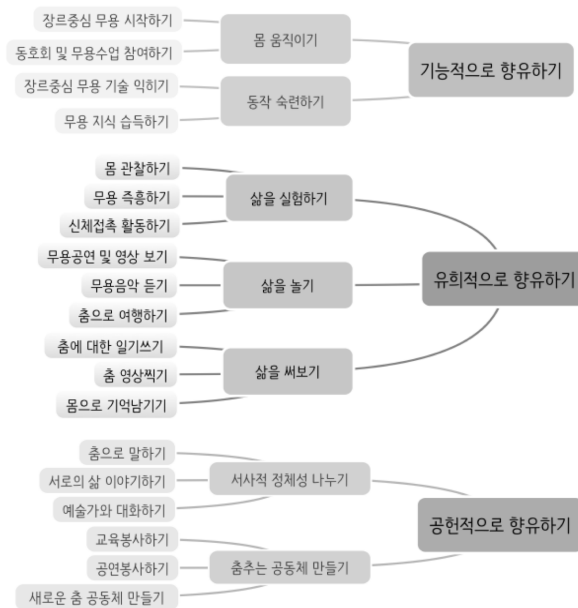 장르중심 무용 시작하기
동호회 및 무용수업 참여하기
몸 움직이기
장르중심 무용 기술 익히기
무용 지식 습득하기
동작 숙련하기
기능적으로 향유하기
몸 관찰하기
무용 즉흥하기
신체접촉 활동하기
삶을 실험하기
무용공연 및 영상 보기
무용음악 듣기
춤으로 여행하기
삶을 놀기
춤에 대한 일기쓰기
춤 영상찍기
몸으로 기억남기기
삶을 써보기
유희적으로 향유하기
춤으로 말하기
서로의 삶 이야기하기
예술가와 대화하기
서사적 정체성 나누기
교육봉사하기
공연봉사하기
새로운 춤 공동체 만들기
춤추는 공동체 만들기
공헌적으로 향유하기